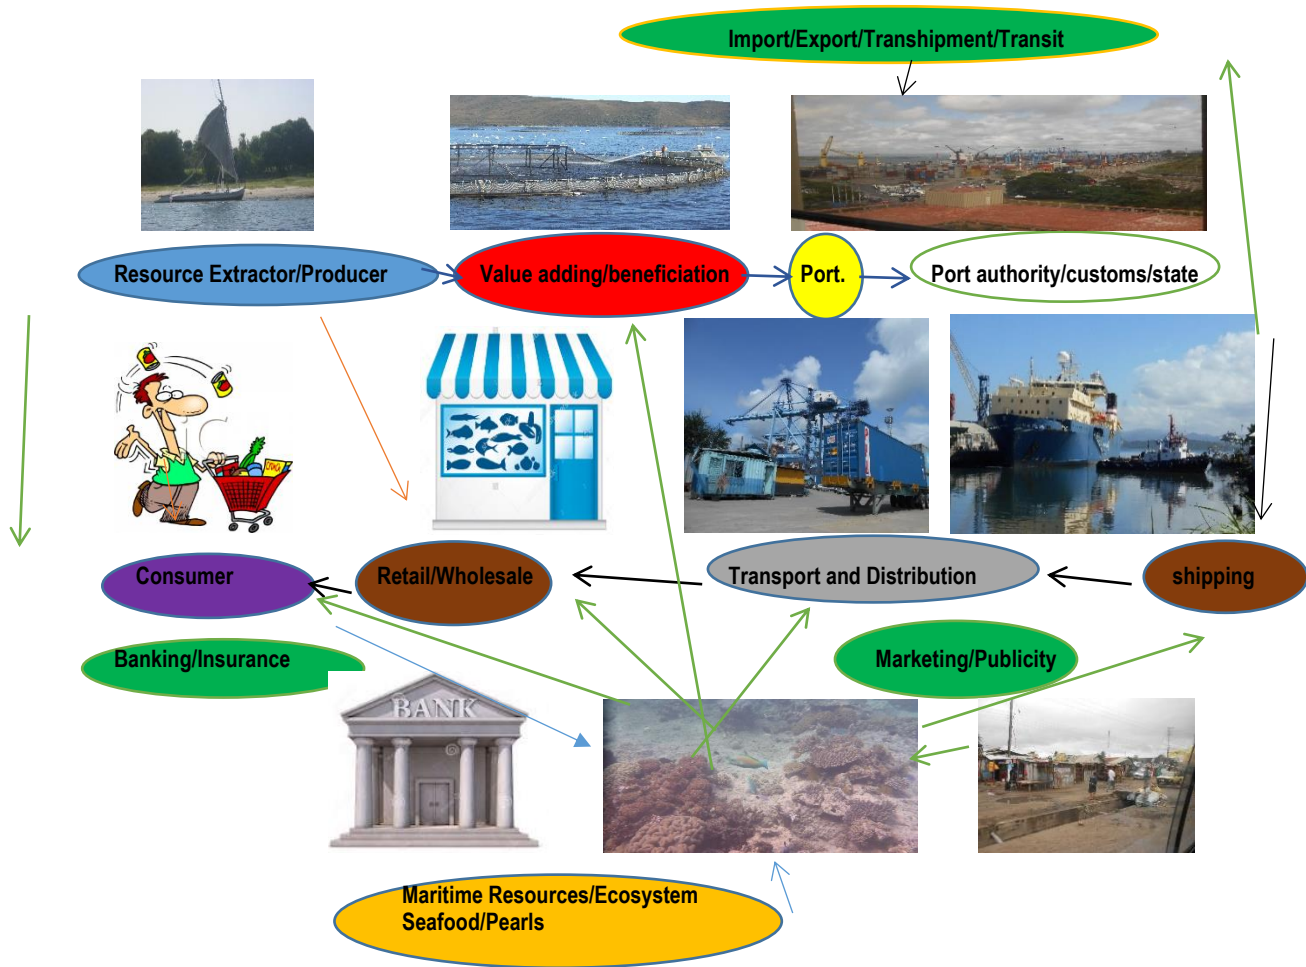 Import/Export/Transhipment/Transit
Resource Extractor/Producer
Value adding/beneficiation
Port.
Port authority/customs/state
Consumer
Retail/Wholesale
Transport and Distribution
shipping
Banking/Insurance
Marketing/Publicity
BANK
Maritime Resources/Ecosystem
Seafood/Pearls